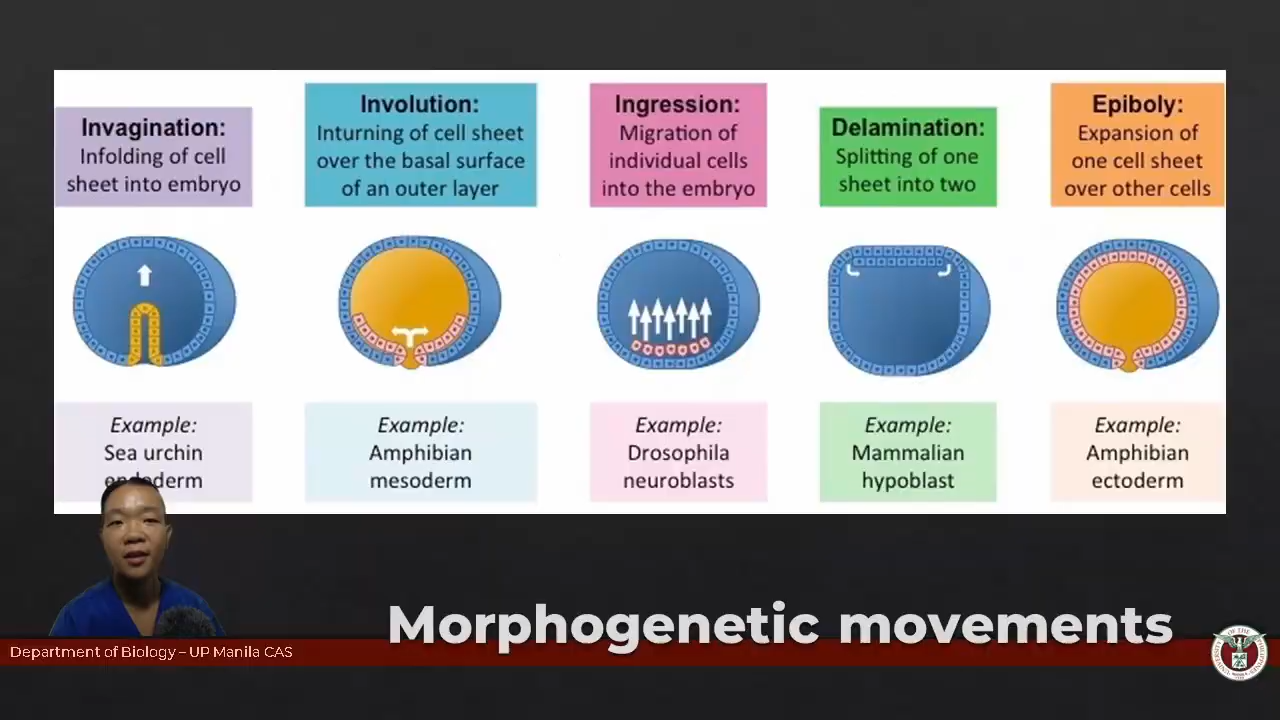 Invagination:
Infolding of cell
sheet into embryo
Involution:
Inturning of cell sheet
over the basal surface
of an outer layer
Ingression:
Migration of
individual cells
into the embryo
Delamination:
Splitting of one
sheet into two
Epiboly:
Expansion of
one cell sheet
over other cells
Example:
Sea urchin
endoderm
Example:
Amphibian
mesoderm
Example:
Drosophila
neuroblasts
Example:
Mammalian
hypoblast
Example:
Amphibian
ectoderm
Morphogenetic movements
Department of Biology – UP Manila CAS